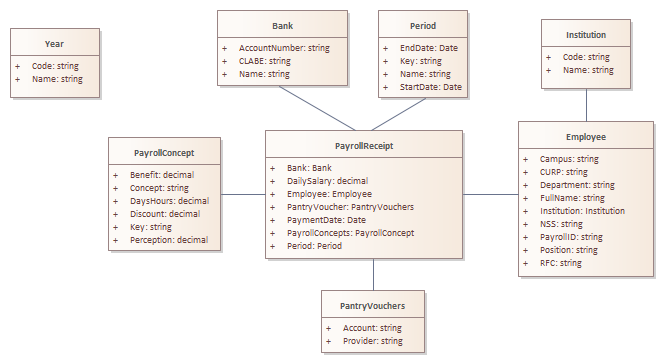 Year
+ Code: string
+ Name: string
Bank
+ AccountNumber: string
+ CLABE: string
+ Name: string
Period
+ EndDate: Date
+ Key: string
+ Name: string
+ StartDate: Date
Institution
+ Code: string
+ Name: string
PayrollConcept
+ Benefit: decimal
+ Concept: string
+ DaysHours: decimal
+ Discount: decimal
+ Key: string
+ Perception: decimal
PayrollReceipt
+ Bank: Bank
+ DailySalary: decimal
+ Employee: Employee
+ PantryVoucher: PantryVouchers
+ PaymentDate: Date
+ PayrollConcepts: PayrollConcept
+ Period: Period
Employee
+ Campus: string
+ CURP: string
+ Department: string
+ FullName: string
+ Institution: Institution
+ NSS: string
+ PayrollID: string
+ Position: string
+ RFC: string
PantryVouchers
+ Account: string
+ Provider: string